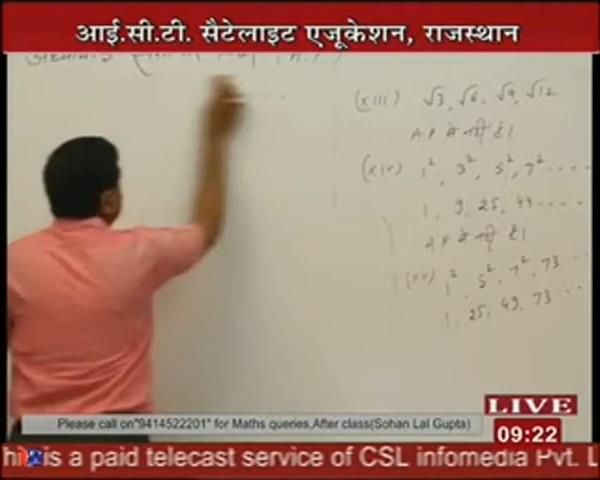 आई.सी.टी. सैटेलाइट एजूकेशन, राजस्थान
(xiii) √3, √6, √9, √12
A.P में नहीं है।
(xiv) 1², 3², 5², 7² ....
1, 9, 25, 49 ....
A P में नहीं है।
(xv) 1², 5², 7², 73 ...
1, 25, 49, 73 ...
LIVE
Please call on"9414522201" for Maths queries,After class(Sohan Lal Gupta)
09:22
is a paid telecast service of CSL infomedia Pvt. L